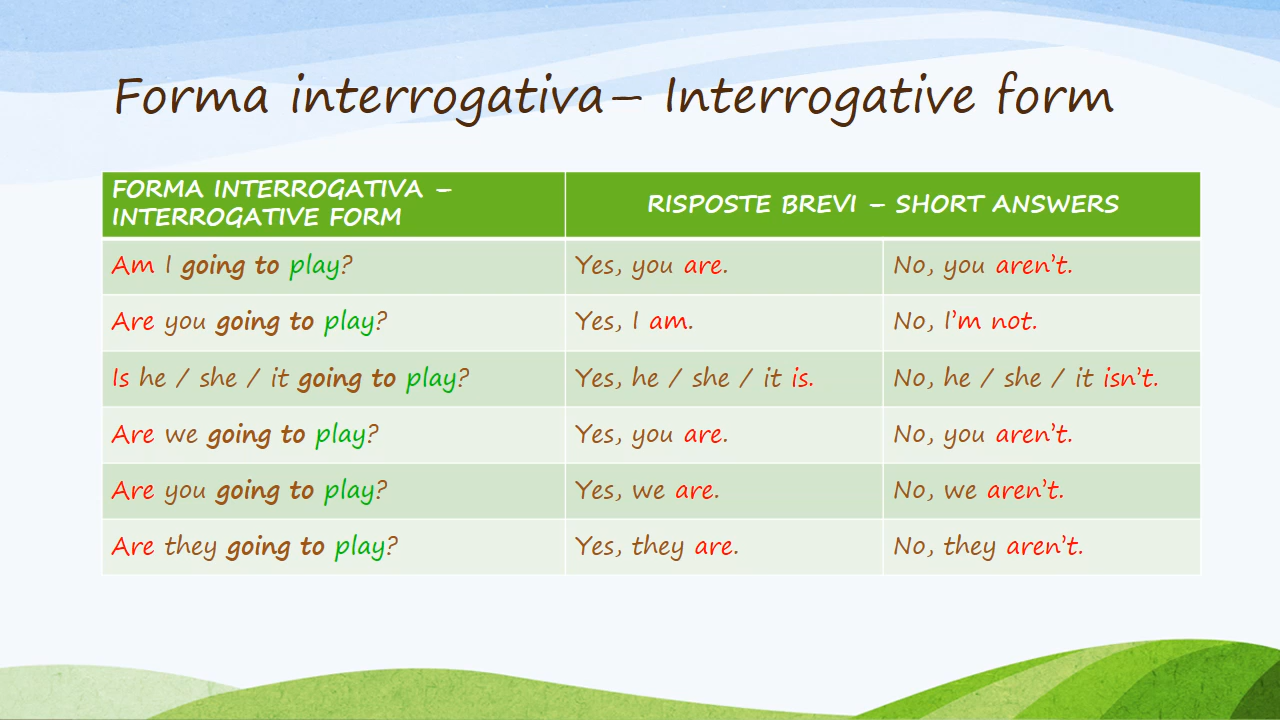 Forma interrogativa– Interrogative form
FORMA INTERROGATIVA –
INTERROGATIVE FORM
RISPOSTE BREVI – SHORT ANSWERS
Am I going to play? Yes, you are. No, you aren't.
Are you going to play? Yes, I am. No, I'm not.
Is he / she / it going to play? Yes, he / she / it is. No, he / she / it isn't.
Are we going to play? Yes, you are. No, you aren't.
Are you going to play? Yes, we are. No, we aren't.
Are they going to play? Yes, they are. No, they aren't.